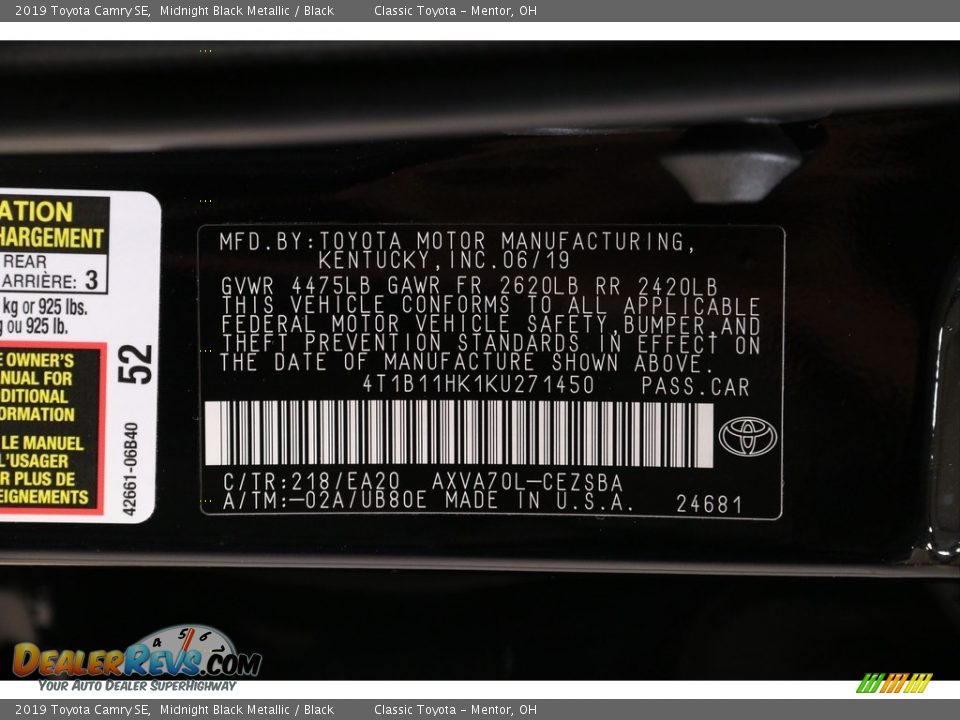 2019 Toyota Camry SE, Midnight Black Metallic / Black Classic Toyota - Mentor, OH
ATION
HARGEMENT
REAR
ARRIÈRE: 3
kg or 925 lbs.
ou 925 lb.
E OWNER'S
ANUAL FOR
DITIONAL
ORMATION
LE MANUEL
L'USAGER
R PLUS DE
EIGNEMENTS
52
42661-06B40
MFD.BY:TOYOTA MOTOR MANUFACTURING,
KENTUCKY,INC.06/19
GVWR 4475LB GAWR FR 2620LB RR 2420LB
THIS VEHICLE CONFORMS TO ALL APPLICABLE
FEDERAL MOTOR VEHICLE SAFETY,BUMPER,AND
THEFT PREVENTION STANDARDS IN EFFECT ON
THE DATE OF MANUFACTURE SHOWN ABOVE.
4T1B11HK1KU271450 PASS.CAR
C/TR:218/EA20 AXVA70L-CEZSBA
A/TM:-02A/UB80E MADE IN U.S.A. 24681
4 5 6
DEALERREVS.COM
YOUR AUTO DEALER SUPERHIGHWAY
2019 Toyota Camry SE, Midnight Black Metallic / Black Classic Toyota - Mentor, OH